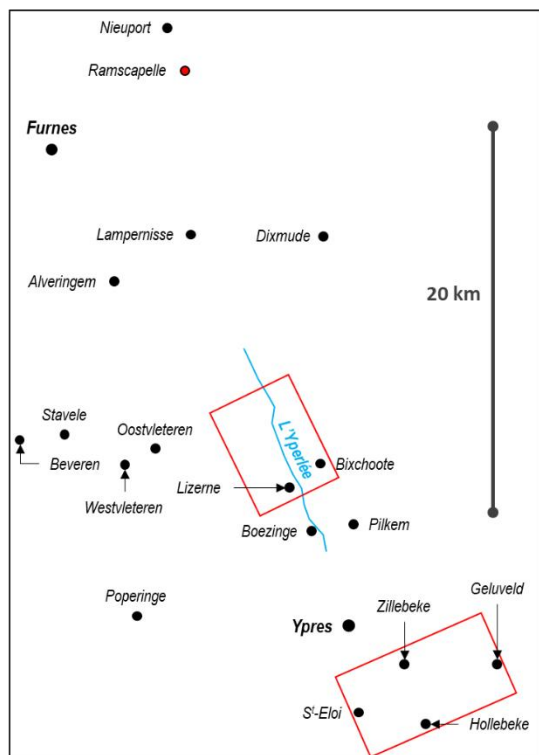 Nieuport
Ramscapelle
Furnes
Lampernisse
Dixmude
Alveringem
20 km
L'Yperlée
Stavele
Oostvleteren
Beveren
Bixchoote
Westvleteren
Lizerne
Boezinge
Pilkem
Poperinge
Ypres
Zillebeke
Geluveld
Sᵗ-Eloi
Hollebeke